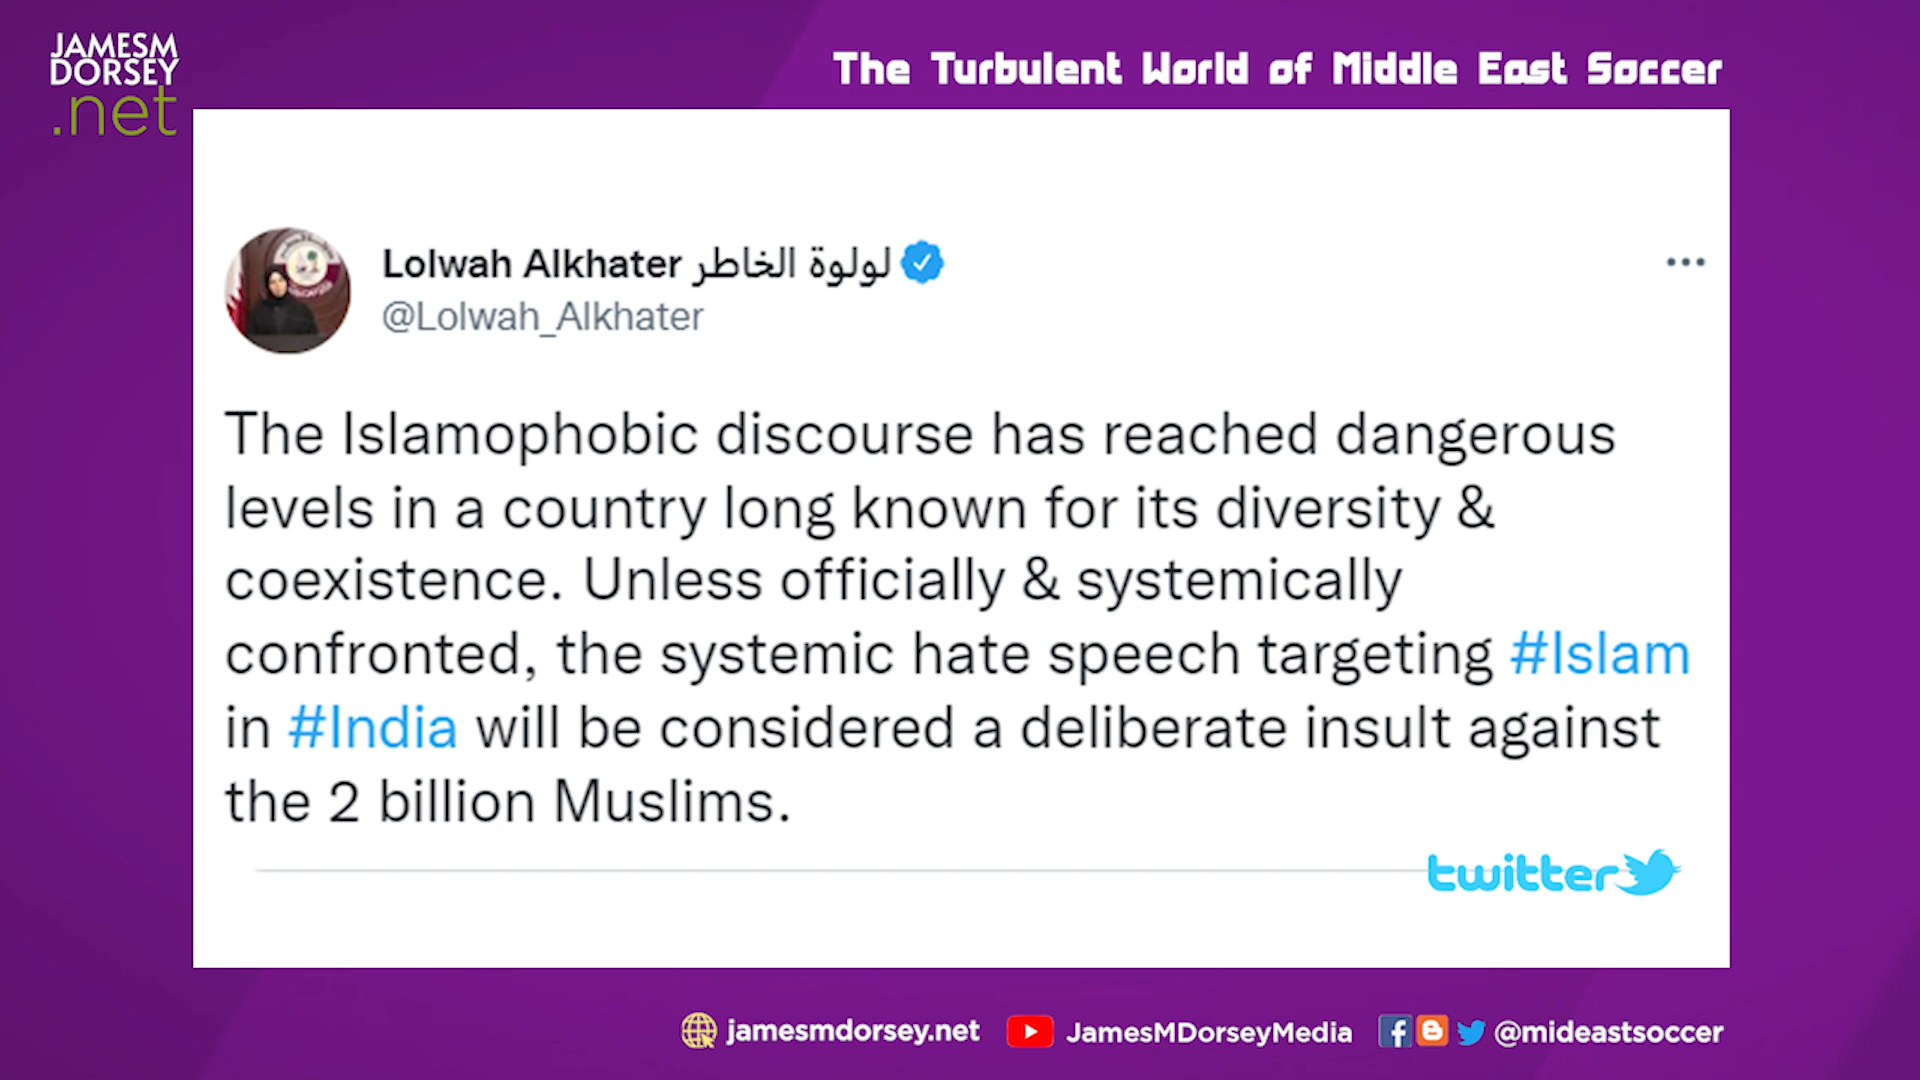 JAMESM
DORSEY
.net
The Turbulent World of Middle East Soccer
Lolwah Alkhater لولوة الخاطر
@Lolwah_Alkhater
The Islamophobic discourse has reached dangerous
levels in a country long known for its diversity &
coexistence. Unless officially & systemically
confronted, the systemic hate speech targeting #Islam
in #India will be considered a deliberate insult against
the 2 billion Muslims.
twitter
jamesmdorsey.net JamesMDorseyMedia @mideastsoccer